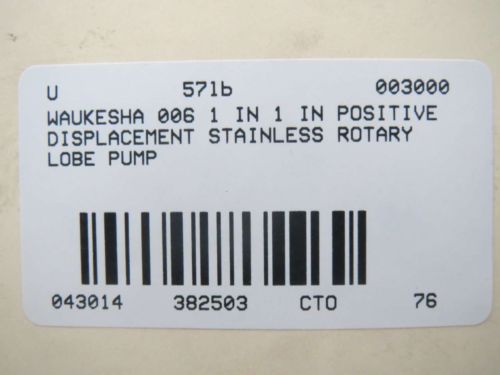 U 571b 003000
WAUKESHA 006 1 IN 1 IN POSITIVE
DISPLACEMENT STAINLESS ROTARY
LOBE PUMP
043014 382503 CTO 76